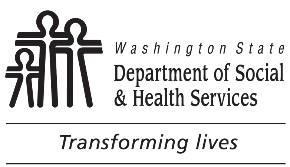 Washington State
Department of Social
& Health Services
Transforming lives